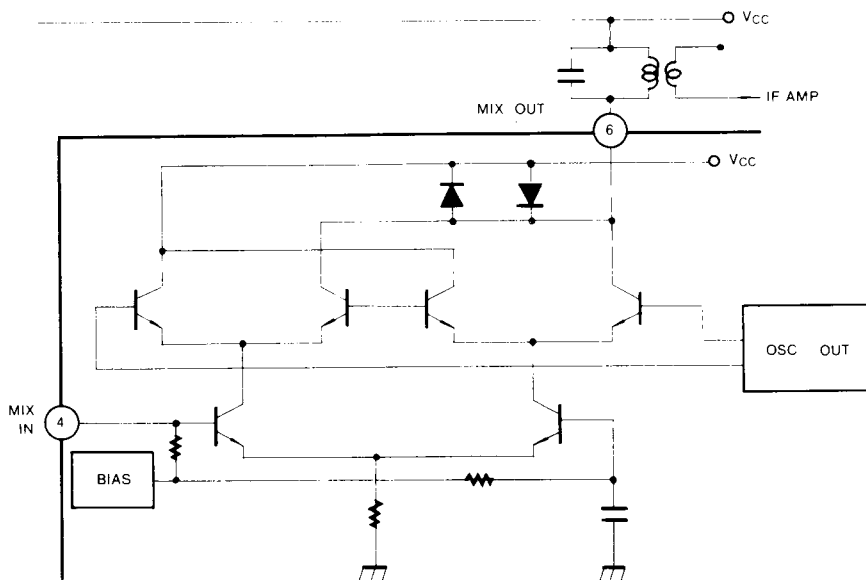 VCC
IF AMP
MIX OUT
6
VCC
OSC OUT
MIX
IN
4
BIAS